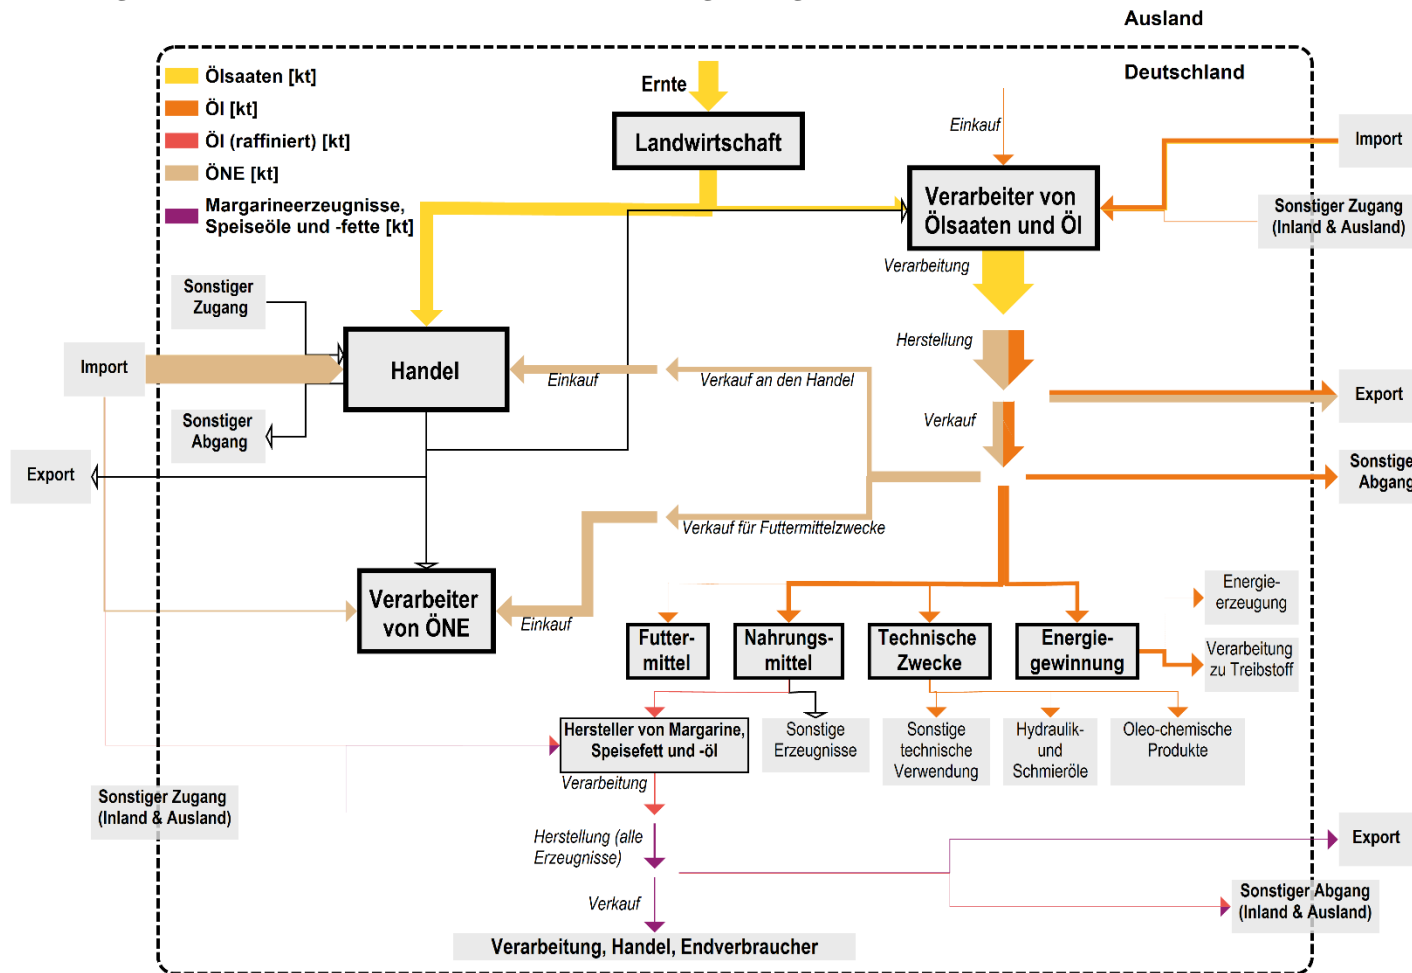 Ausland
Deutschland
Ölsaaten [kt]
Öl [kt]
Öl (raffiniert) [kt]
ÖNE [kt]
Margarineerzeugnisse,
Speiseöle und -fette [kt]
Ernte
Landwirtschaft
Einkauf
Import
Verarbeiter von
Ölsaaten und Öl
Sonstiger Zugang
(Inland & Ausland)
Verarbeitung
Sonstiger
Zugang
Herstellung
Import
Handel
Einkauf
Verkauf an den Handel
Export
Verkauf
Sonstiger
Abgang
Export
Sonstige
Abgang
Verkauf für Futtermittelzwecke
Verarbeiter
von ÖNE
Einkauf
Energie-
erzeugung
Futter-
mittel
Nahrungs-
mittel
Technische
Zwecke
Energie-
gewinnung
Verarbeitung
zu Treibstoff
Hersteller von Margarine,
Speisefett und -öl
Sonstige
Erzeugnisse
Sonstige
technische
Verwendung
Hydraulik-
und
Schmieröle
Oleo-chemische
Produkte
Verarbeitung
Sonstiger Zugang
(Inland & Ausland)
Herstellung (alle
Erzeugnisse)
Export
Verkauf
Sonstiger Abgang
(Inland & Ausland)
Verarbeitung, Handel, Endverbraucher